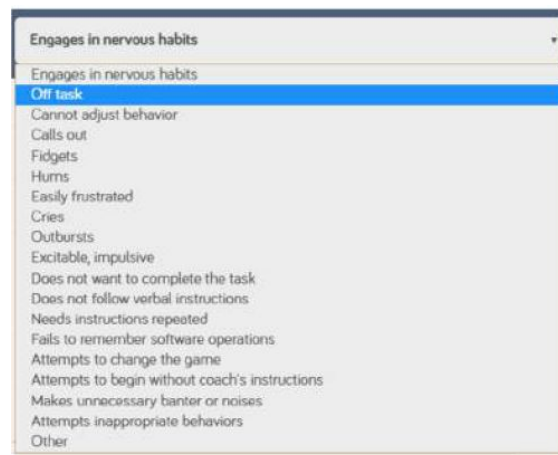 Engages in nervous habits
Engages in nervous habits
Off task
Cannot adjust behavior
Calls out
Fidgets
Hums
Easily frustrated
Cries
Outbursts
Excitable, impulsive
Does not want to complete the task
Does not follow verbal instructions
Needs instructions repeated
Fails to remember software operations
Attempts to change the game
Attempts to begin without coach's instructions
Makes unnecessary banter or noises
Attempts inappropriate behaviors
Other